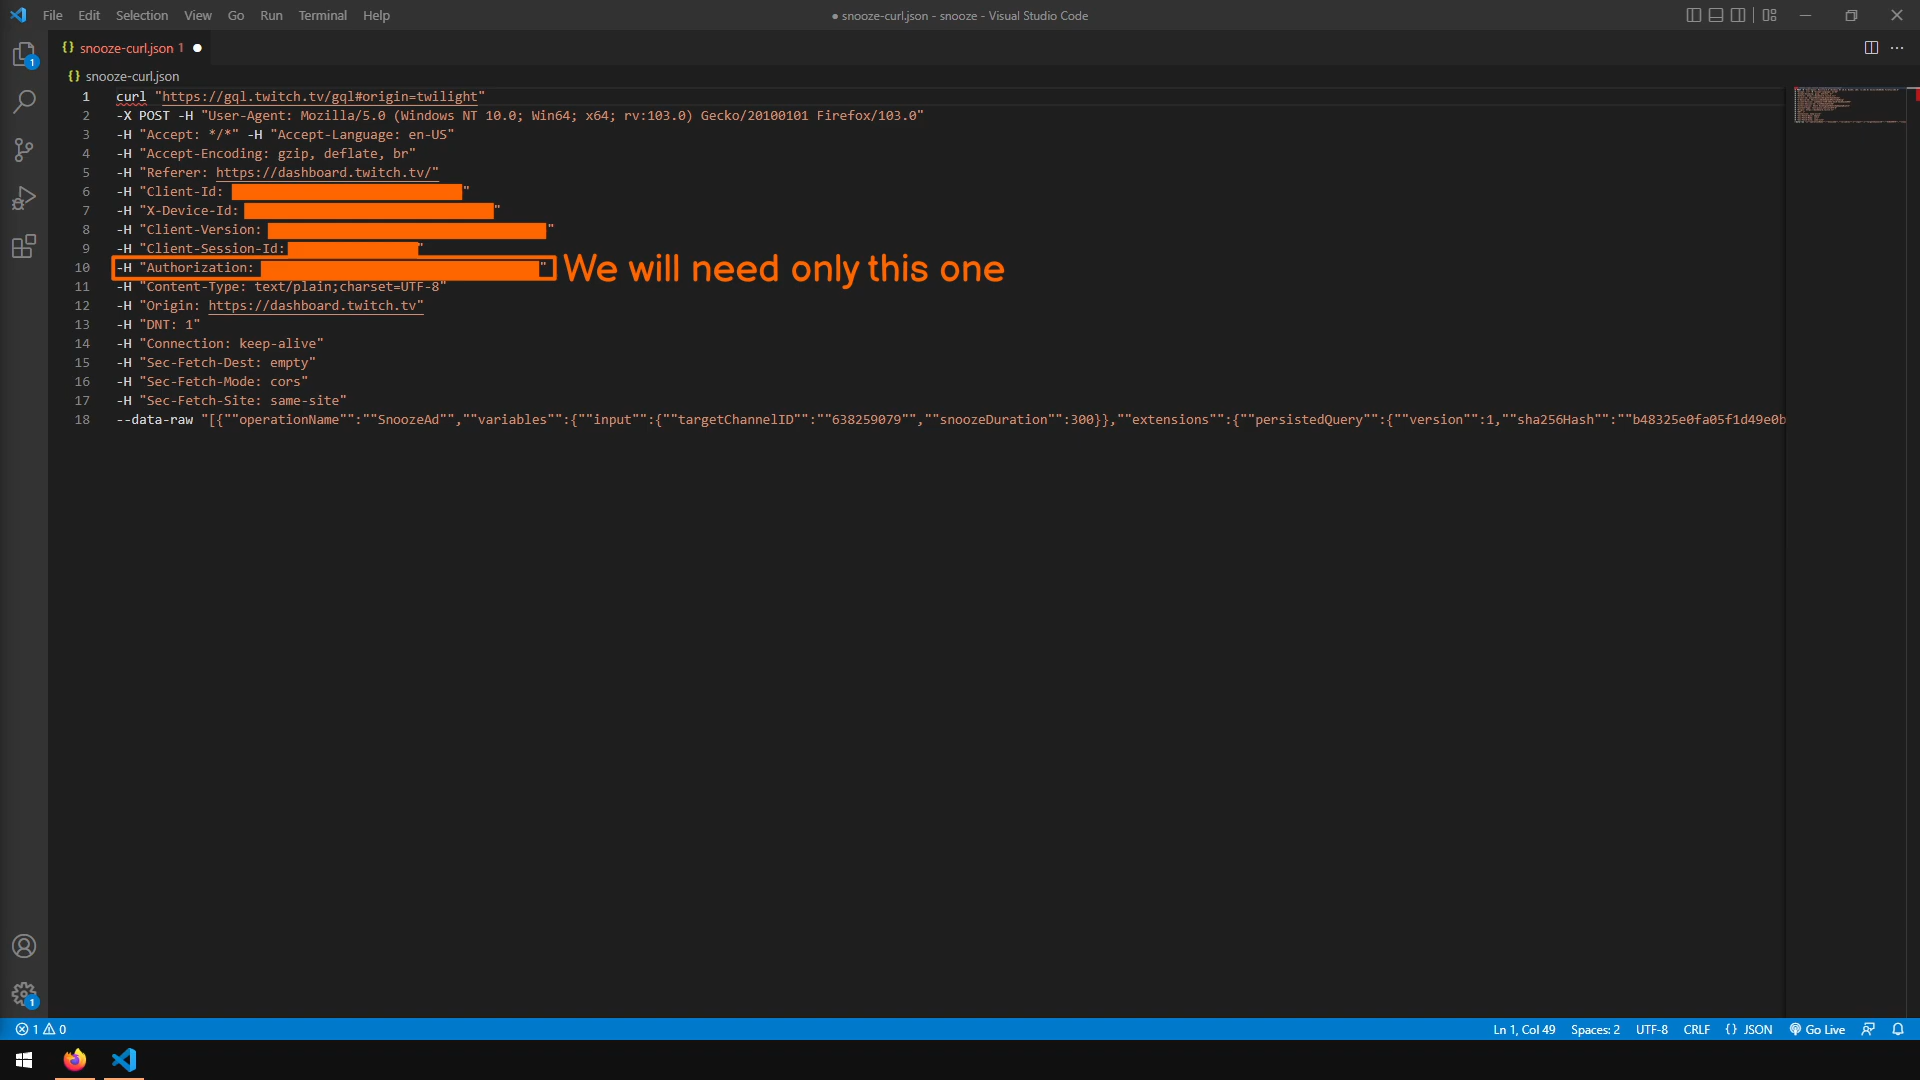 File Edit Selection View Go Run Terminal Help
● snooze-curl.json - snooze - Visual Studio Code
{} snooze-curl.json 1 ●
{} snooze-curl.json
1 curl "https://gql.twitch.tv/gql#origin=twilight"
2 -X POST -H "User-Agent: Mozilla/5.0 (Windows NT 10.0; Win64; x64; rv:103.0) Gecko/20100101 Firefox/103.0"
3 -H "Accept: */*" -H "Accept-Language: en-US"
4 -H "Accept-Encoding: gzip, deflate, br"
5 -H "Referer: https://dashboard.twitch.tv/"
6 -H "Client-Id: "
7 -H "X-Device-Id: "
8 -H "Client-Version: "
9 -H "Client-Session-Id: "
10 -H "Authorization: " We will need only this one
11 -H "Content-Type: text/plain;charset=UTF-8"
12 -H "Origin: https://dashboard.twitch.tv"
13 -H "DNT: 1"
14 -H "Connection: keep-alive"
15 -H "Sec-Fetch-Dest: empty"
16 -H "Sec-Fetch-Mode: cors"
17 -H "Sec-Fetch-Site: same-site"
18 --data-raw "[{""operationName"":""SnoozeAd"",""variables"":{""input"":{""targetChannelID"":""638259079"",""snoozeDuration"":300}},""extensions"":{""persistedQuery"":{""version"":1,""sha256Hash"":""b48325e0fa05f1d49e0b
1
1
1 0
Ln 1, Col 49 Spaces: 2 UTF-8 CRLF {} JSON Go Live